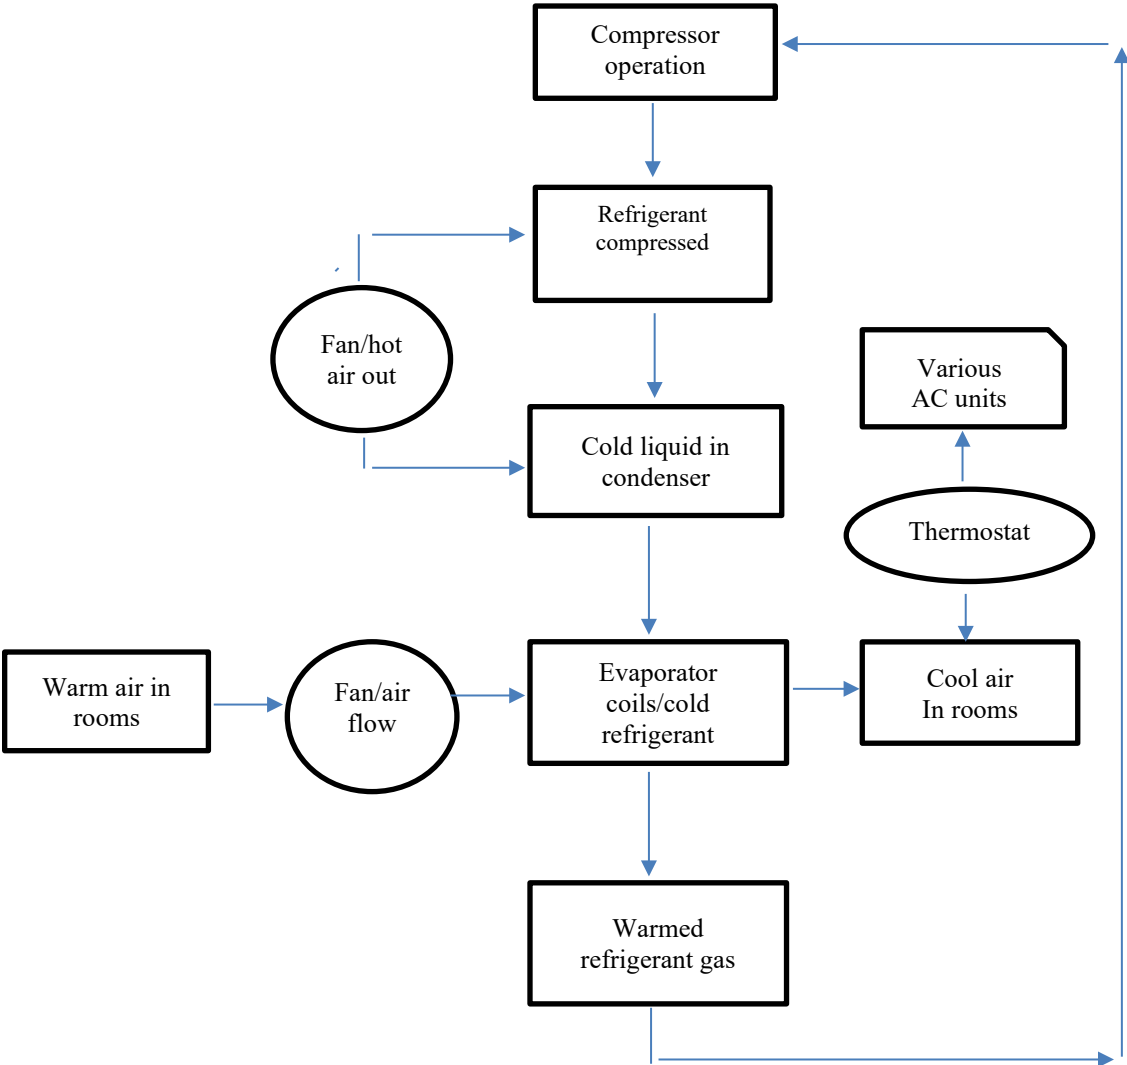 Compressor
operation
Refrigerant
compressed
Fan/hot
air out
Various
AC units
Cold liquid in
condenser
Thermostat
Warm air in
rooms
Fan/air
flow
Evaporator
coils/cold
refrigerant
Cool air
In rooms
Warmed
refrigerant gas